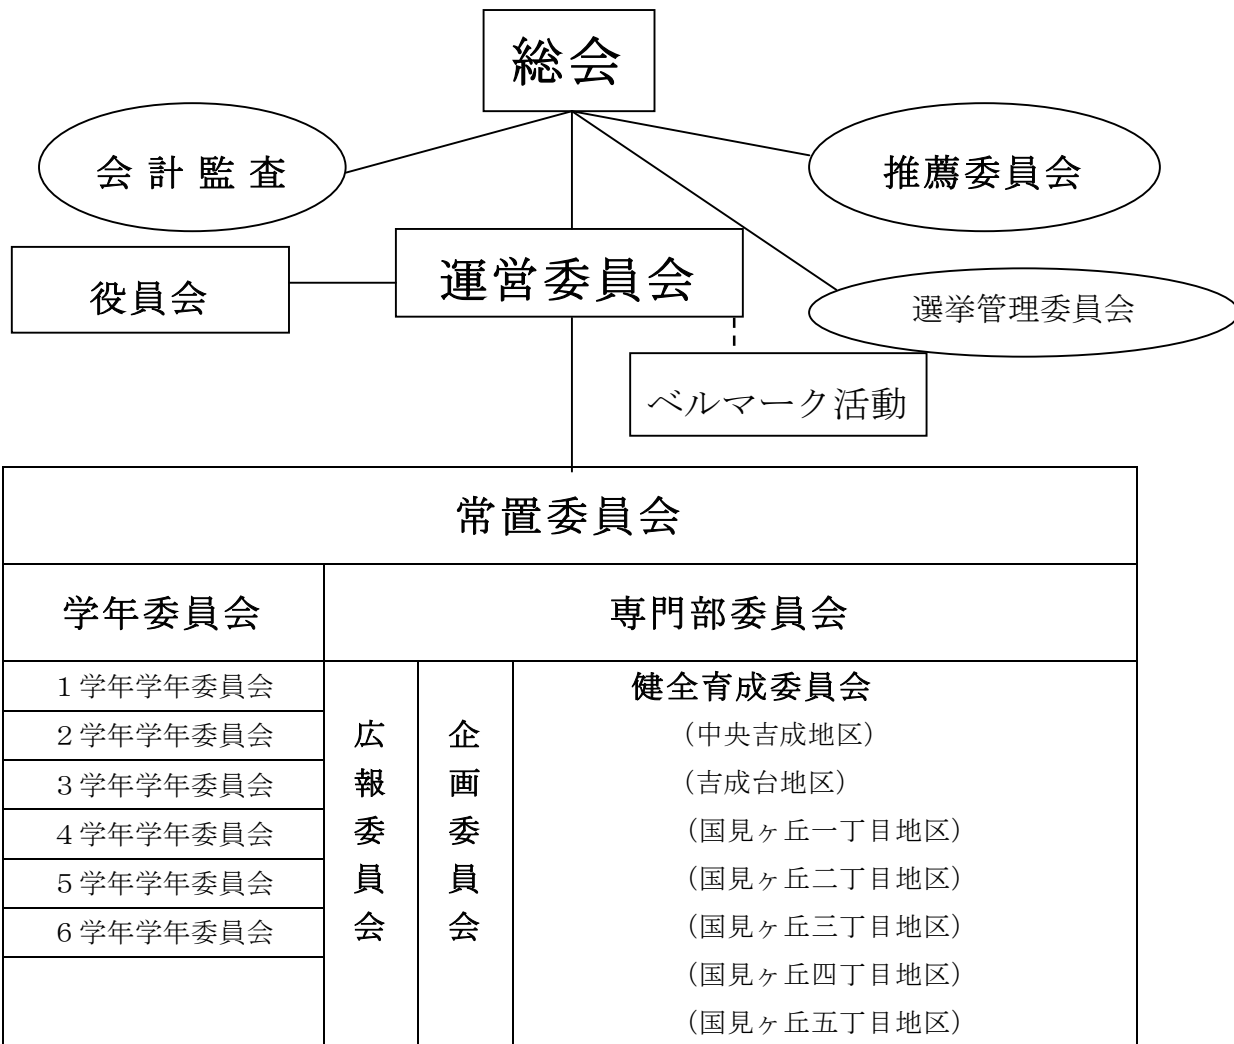 総会
会計監査
推薦委員会
運営委員会
役員会
選挙管理委員会
ベルマーク活動
常置委員会
学年委員会
専門部委員会
１学年学年委員会
２学年学年委員会
３学年学年委員会
４学年学年委員会
５学年学年委員会
６学年学年委員会
広報委員会
企画委員会
健全育成委員会
（中央吉成地区）
（吉成台地区）
（国見ヶ丘一丁目地区）
（国見ヶ丘二丁目地区）
（国見ヶ丘三丁目地区）
（国見ヶ丘四丁目地区）
（国見ヶ丘五丁目地区）